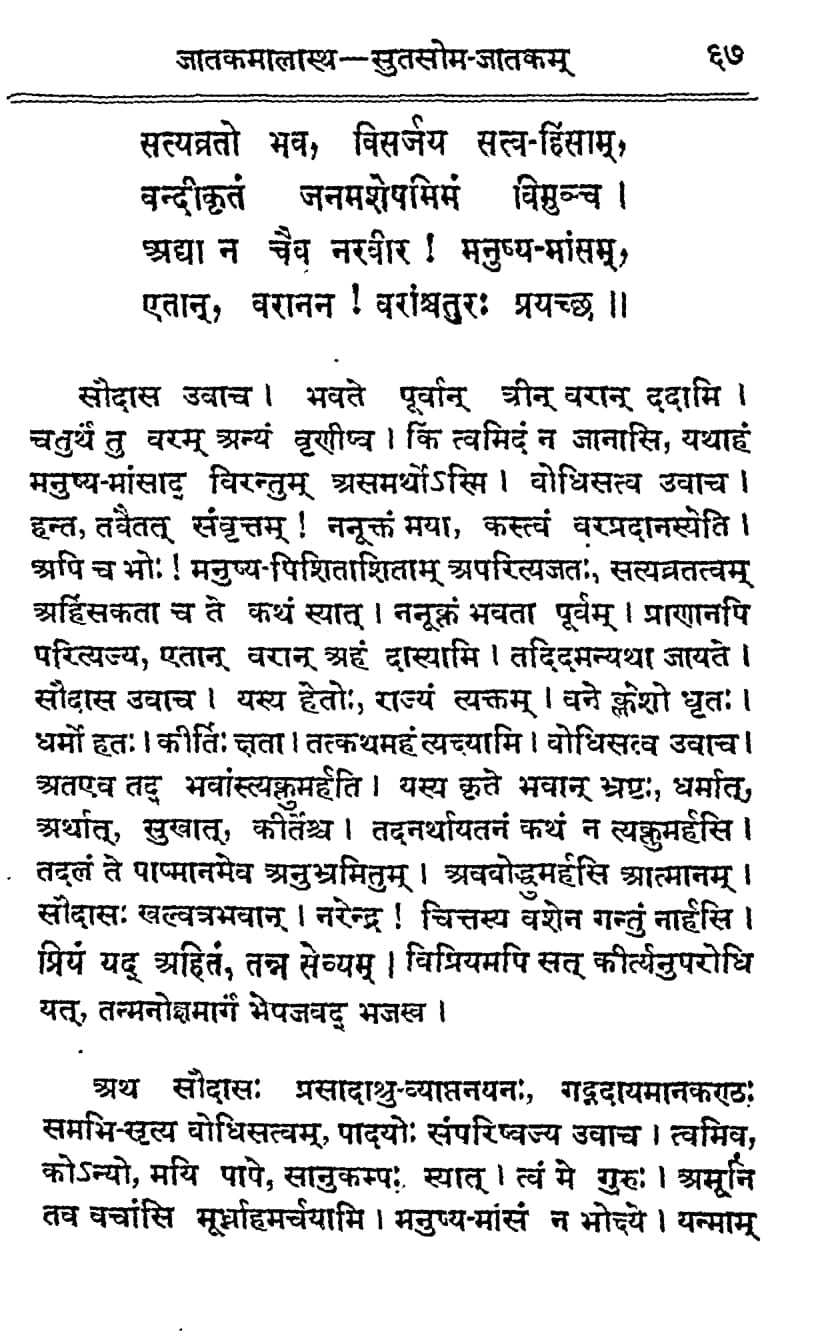 जातकमालास्थ—सुतसोम-जातकम् ६७
सत्यव्रतो भव, विसर्जय सत्व-हिंसाम्,
वन्दीकृतं जनमशेषमिमं विमुञ्च ।
अद्या न चैव नरवीर ! मनुष्य-मांसम्,
एतान्, वरानन ! वरांश्चतुरः प्रयच्छ ॥
सौदास उवाच । भवते पूर्वान् त्रीन् वरान् ददामि ।
चतुर्थं तु वरम् अन्यं वृणीष्व । किं त्वमिदं न जानासि, यथाहं
मनुष्य-मांसाद् विरन्तुम् असमर्थोऽस्मि । वोधिसत्व उवाच ।
हन्त, तवैतत् संवृत्तम् ! ननूक्तं मया, कस्त्वं वरप्रदानस्येति ।
अपि च भोः ! मनुष्य-पिशिताशिताम् अपरित्यजतः, सत्यव्रतत्वम्
अहिंसकता च ते कथं स्यात् । ननूक्तं भवता पूर्वम् । प्राणानपि
परित्यज्य, एतान् वरान् अहं दास्यामि । तदिदमन्यथा जायते ।
सौदास उवाच । यस्य हेतोः, राज्यं त्यक्तम् । वने क्लेशो धृतः ।
धर्मो हतः । कीर्तिः क्षता । तत्कथमहं त्यक्ष्यामि । वोधिसत्व उवाच ।
अतएव तद् भवांस्त्यक्तुमर्हति । यस्य कृते भवान् भ्रष्टः, धर्मात्,
अर्थात्, सुखात्, कीर्तेश्च । तदनर्थायतनं कथं न त्यक्तुमर्हसि ।
तदलं ते पाप्मानमेव अनुभ्रमितुम् । अववोद्धुमर्हसि आत्मानम् ।
सौदासः खल्वत्रभवान् । नरेन्द्र ! चित्तस्य वशेन गन्तुं नार्हसि ।
प्रियं यद् अहितं, तन्न सेव्यम् । विप्रियमपि सत् कीर्त्यनुपरोधि
यत्, तन्मनोज्ञमार्गं भेषजवद् भजस्व ।
अथ सौदासः प्रसादाश्रु-व्याप्तनयनः, गद्गदायमानकण्ठः
समभि-सृत्य वोधिसत्वम्, पादयोः संपरिष्वज्य उवाच । त्वमिव,
कोऽन्यो, मयि पापे, सानुकम्पः स्यात् । त्वं मे गुरुः । अमूनि
तव वचांसि मूर्ध्नाहमर्चयामि । मनुष्य-मांसं न भोक्ष्ये । यन्माम्